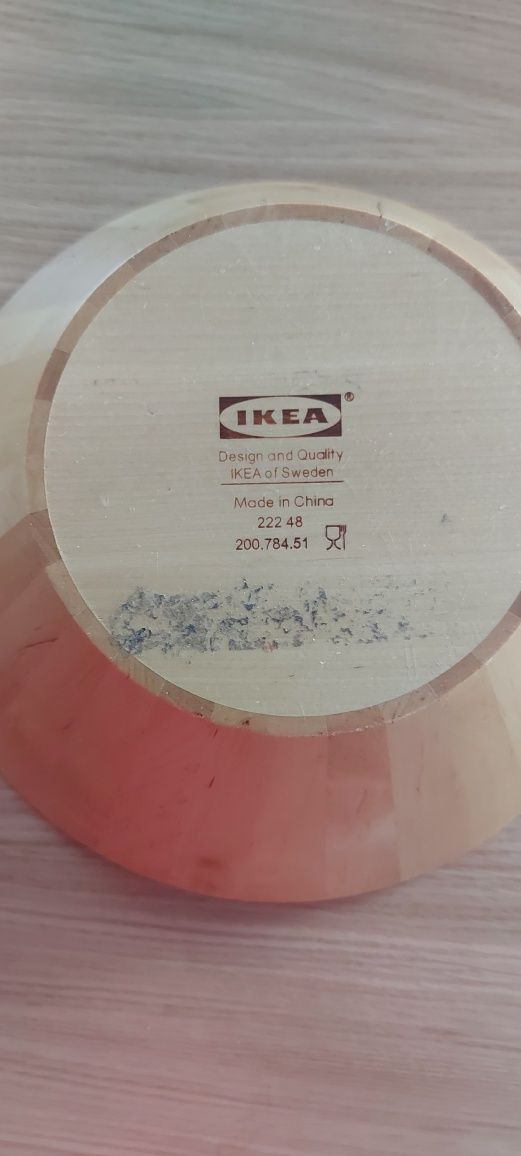 IKEA®
Design and Quality
IKEA of Sweden
Made in China
222 48
200.784.51